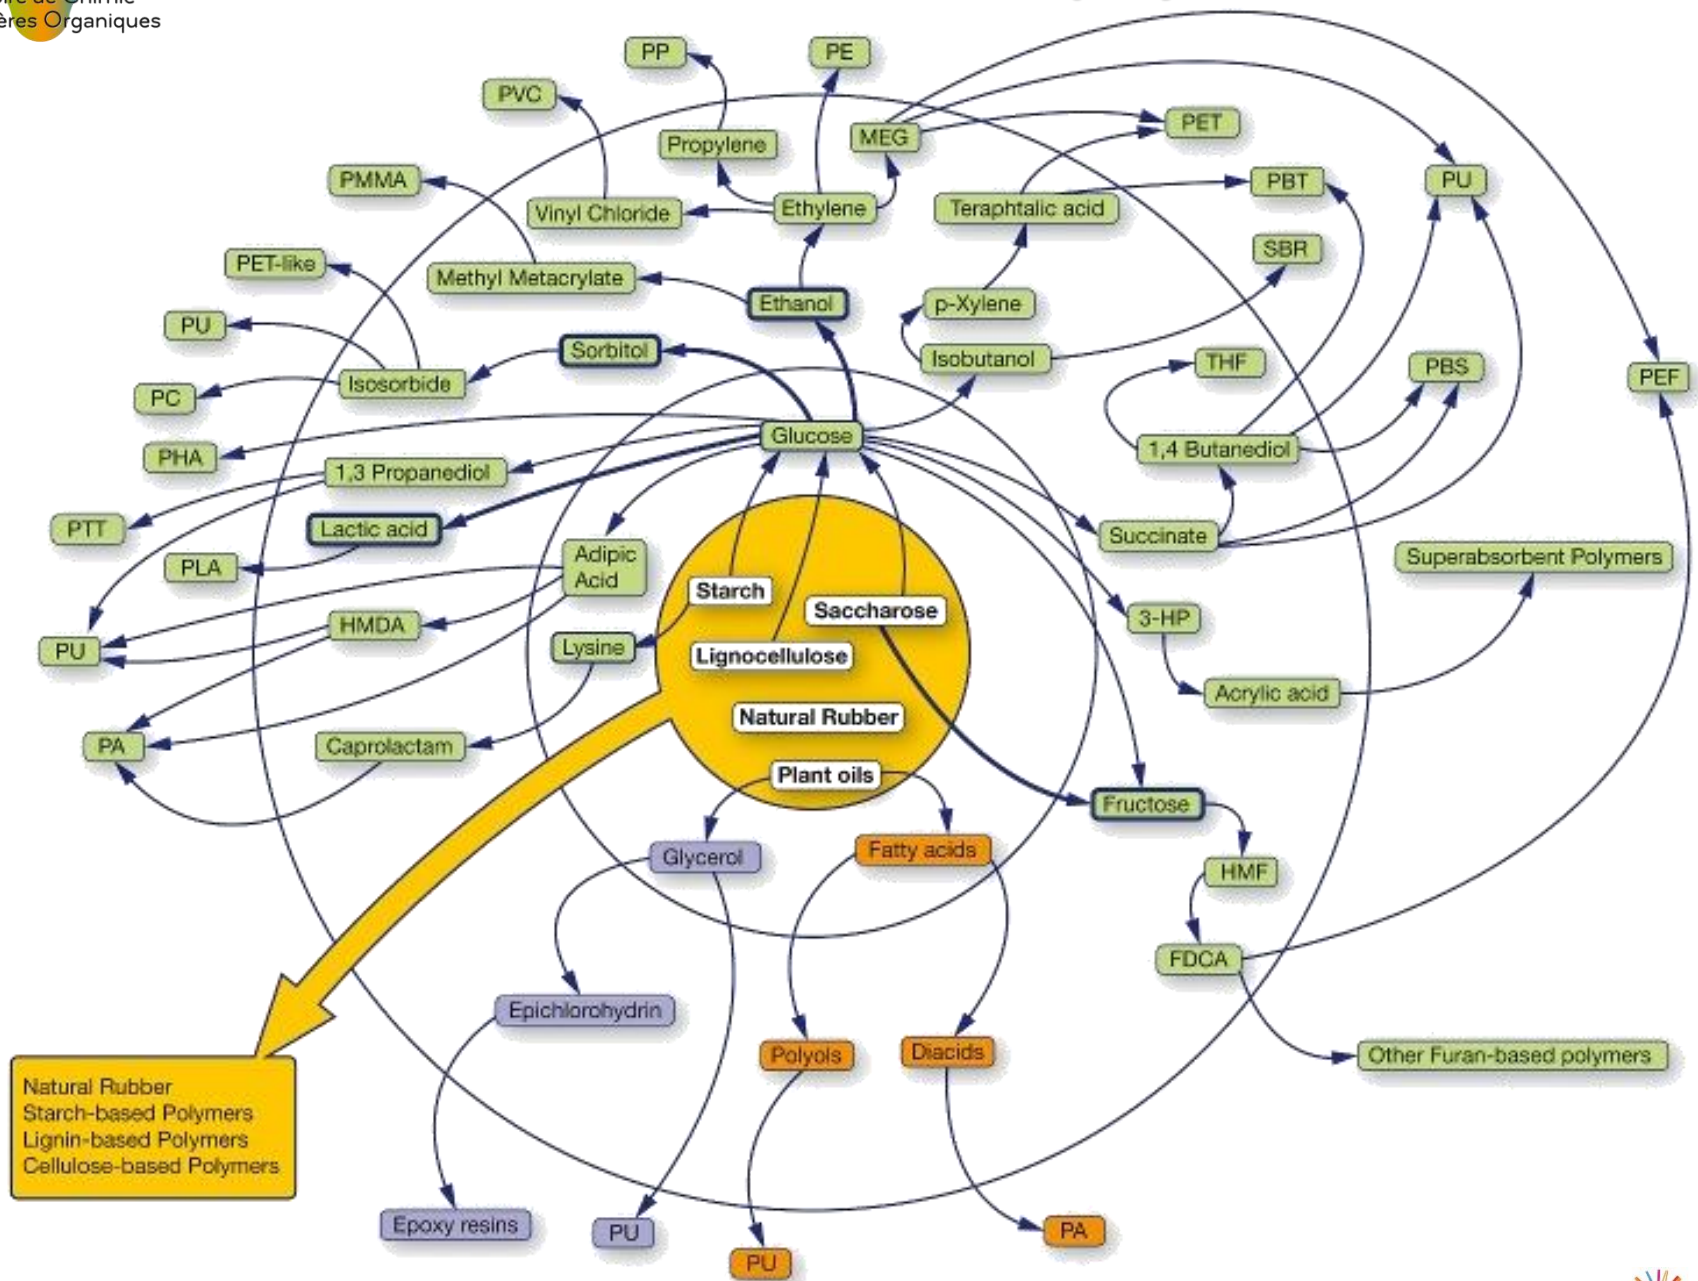 Organiques
PP
PE
PVC
Propylene
MEG
PET
PMMA
Vinyl Chloride
Ethylene
Teraphtalic acid
PBT
PU
PET-like
Methyl Metacrylate
Ethanol
p-Xylene
SBR
PU
Sorbitol
Isobutanol
THF
PBS
PEF
PC
Isosorbide
PHA
1,3 Propanediol
Glucose
1,4 Butanediol
PTT
Lactic acid
PLA
Adipic
Acid
Succinate
Superabsorbent Polymers
Starch
Saccharose
3-HP
PU
HMDA
Lysine
Lignocellulose
Acrylic acid
Natural Rubber
PA
Caprolactam
Plant oils
Fructose
Glycerol
Fatty acids
HMF
FDCA
Epichlorohydrin
Polyols
Diacids
Other Furan-based polymers
Natural Rubber
Starch-based Polymers
Lignin-based Polymers
Cellulose-based Polymers
Epoxy resins
PU
PU
PA